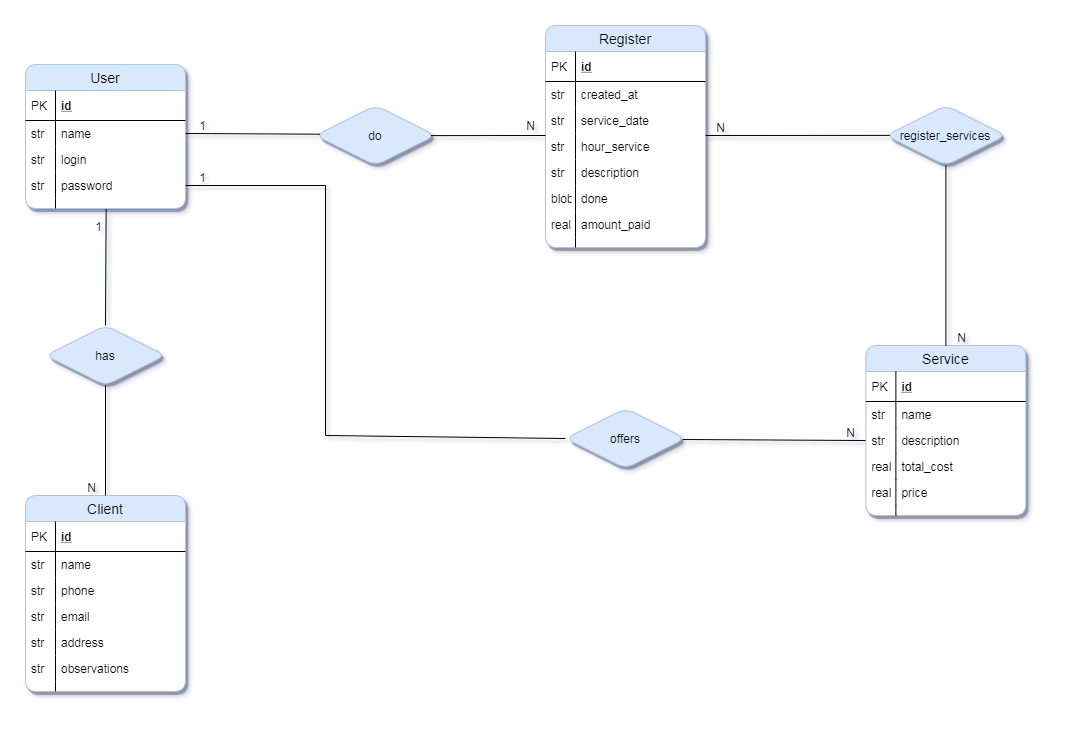 Register
PK id
str created_at
str service_date
str hour_service
str description
blob done
real amount_paid
User
PK id
str name
str login
str password
1
do
N
N
register_services
1
1
has
N
Client
PK id
str name
str phone
str email
str address
str observations
offers
N
N
Service
PK id
str name
str description
real total_cost
real price